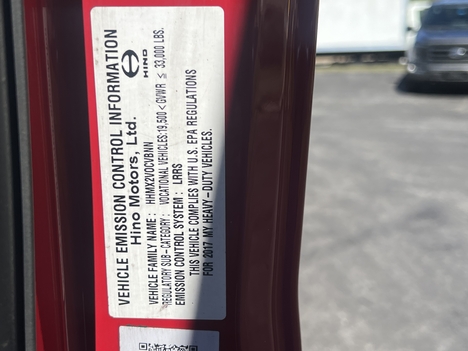 VEHICLE EMISSION CONTROL INFORMATION
Hino Motors, Ltd.
HINO
VEHICLE FAMILY NAME : HHMX2VOCVBNN
"REGULATORY SUB-CATEGORY : VOCATIONAL VEHICLES:19,500 < GVWR ≤ 33,000 LBS.
EMISSION CONTROL SYSTEM : LRRS
THIS VEHICLE COMPLIES WITH U.S. EPA REGULATIONS
FOR 2017 MY HEAVY-DUTY VEHICLES.